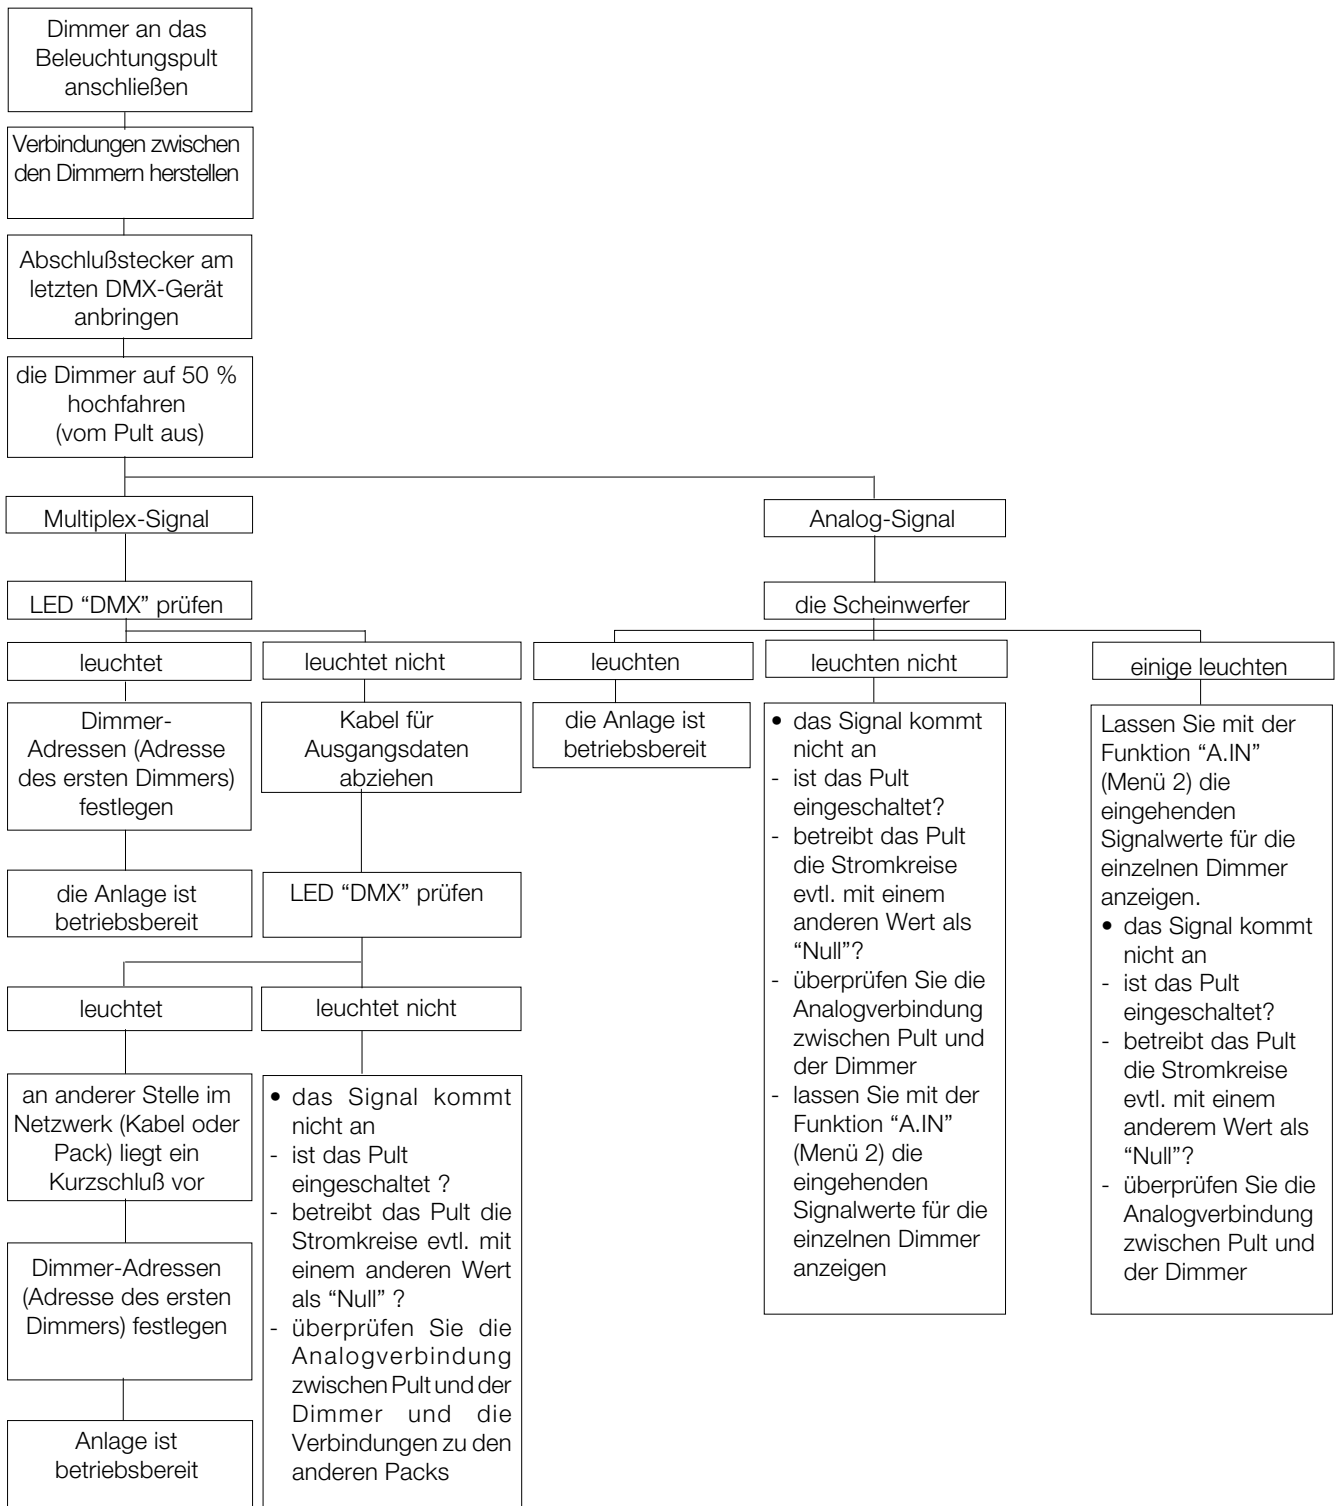 Dimmer an das
Beleuchtungspult
anschließen
Verbindungen zwischen
den Dimmern herstellen
Abschlußstecker am
letzten DMX-Gerät
anbringen
die Dimmer auf 50 %
hochfahren
(vom Pult aus)
Multiplex-Signal
Analog-Signal
LED “DMX” prüfen
die Scheinwerfer
leuchtet
leuchtet nicht
leuchten
leuchten nicht
einige leuchten
Dimmer-
Adressen (Adresse
des ersten Dimmers)
festlegen
Kabel für
Ausgangsdaten
abziehen
die Anlage ist
betriebsbereit
• das Signal kommt
nicht an
- ist das Pult
eingeschaltet?
- betreibt das Pult
die Stromkreise
evtl. mit einem
anderen Wert als
“Null”?
- überprüfen Sie die
Analogverbindung
zwischen Pult und
der Dimmer
- lassen Sie mit der
Funktion “A.IN”
(Menü 2) die
eingehenden
Signalwerte für die
einzelnen Dimmer
anzeigen
Lassen Sie mit der
Funktion “A.IN”
(Menü 2) die
eingehenden
Signalwerte für die
einzelnen Dimmer
anzeigen.
• das Signal kommt
nicht an
- ist das Pult
eingeschaltet?
- betreibt das Pult
die Stromkreise
evtl. mit einem
anderem Wert als
“Null”?
- überprüfen Sie die
Analogverbindung
zwischen Pult und
der Dimmer
die Anlage ist
betriebsbereit
LED “DMX” prüfen
leuchtet
leuchtet nicht
an anderer Stelle im
Netzwerk (Kabel oder
Pack) liegt ein
Kurzschluß vor
• das Signal kommt
nicht an
- ist das Pult
eingeschaltet ?
- betreibt das Pult die
Stromkreise evtl. mit
einem anderen Wert
als “Null” ?
- überprüfen Sie die
Analogverbindung
zwischen Pult und der
Dimmer und die
Verbindungen zu den
anderen Packs
Dimmer-Adressen
(Adresse des ersten
Dimmers) festlegen
Anlage ist
betriebsbereit